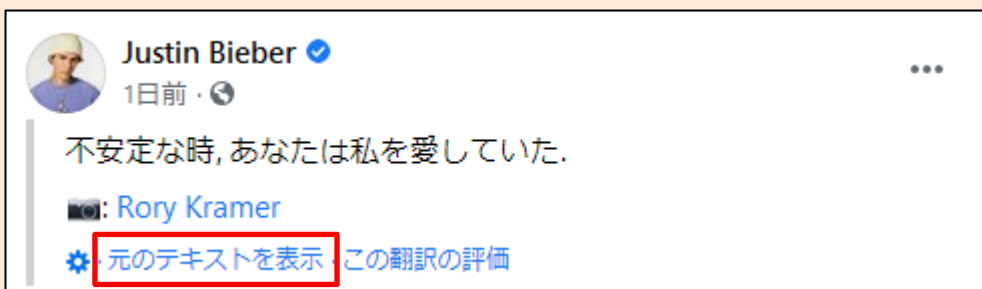 Justin Bieber
1日前 ·
不安定な時, あなたは私を愛していた.
: Rory Kramer
· 元のテキストを表示 · この翻訳の評価